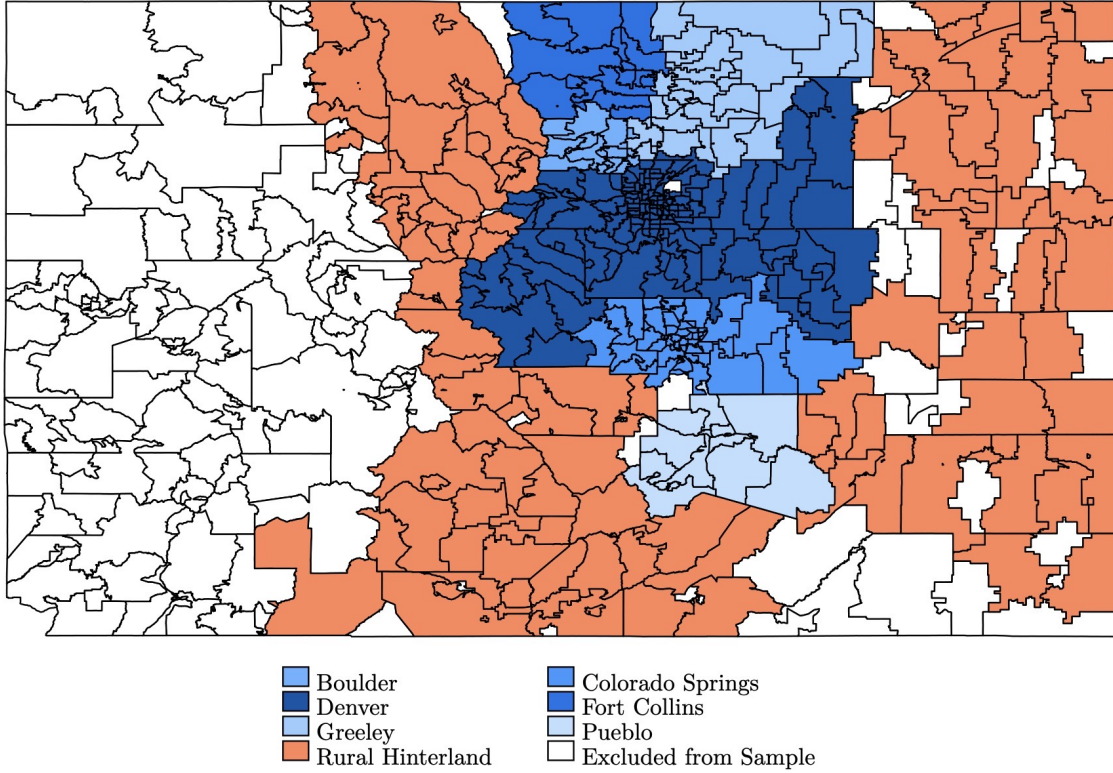 Boulder
Denver
Greeley
Rural Hinterland
Colorado Springs
Fort Collins
Pueblo
Excluded from Sample